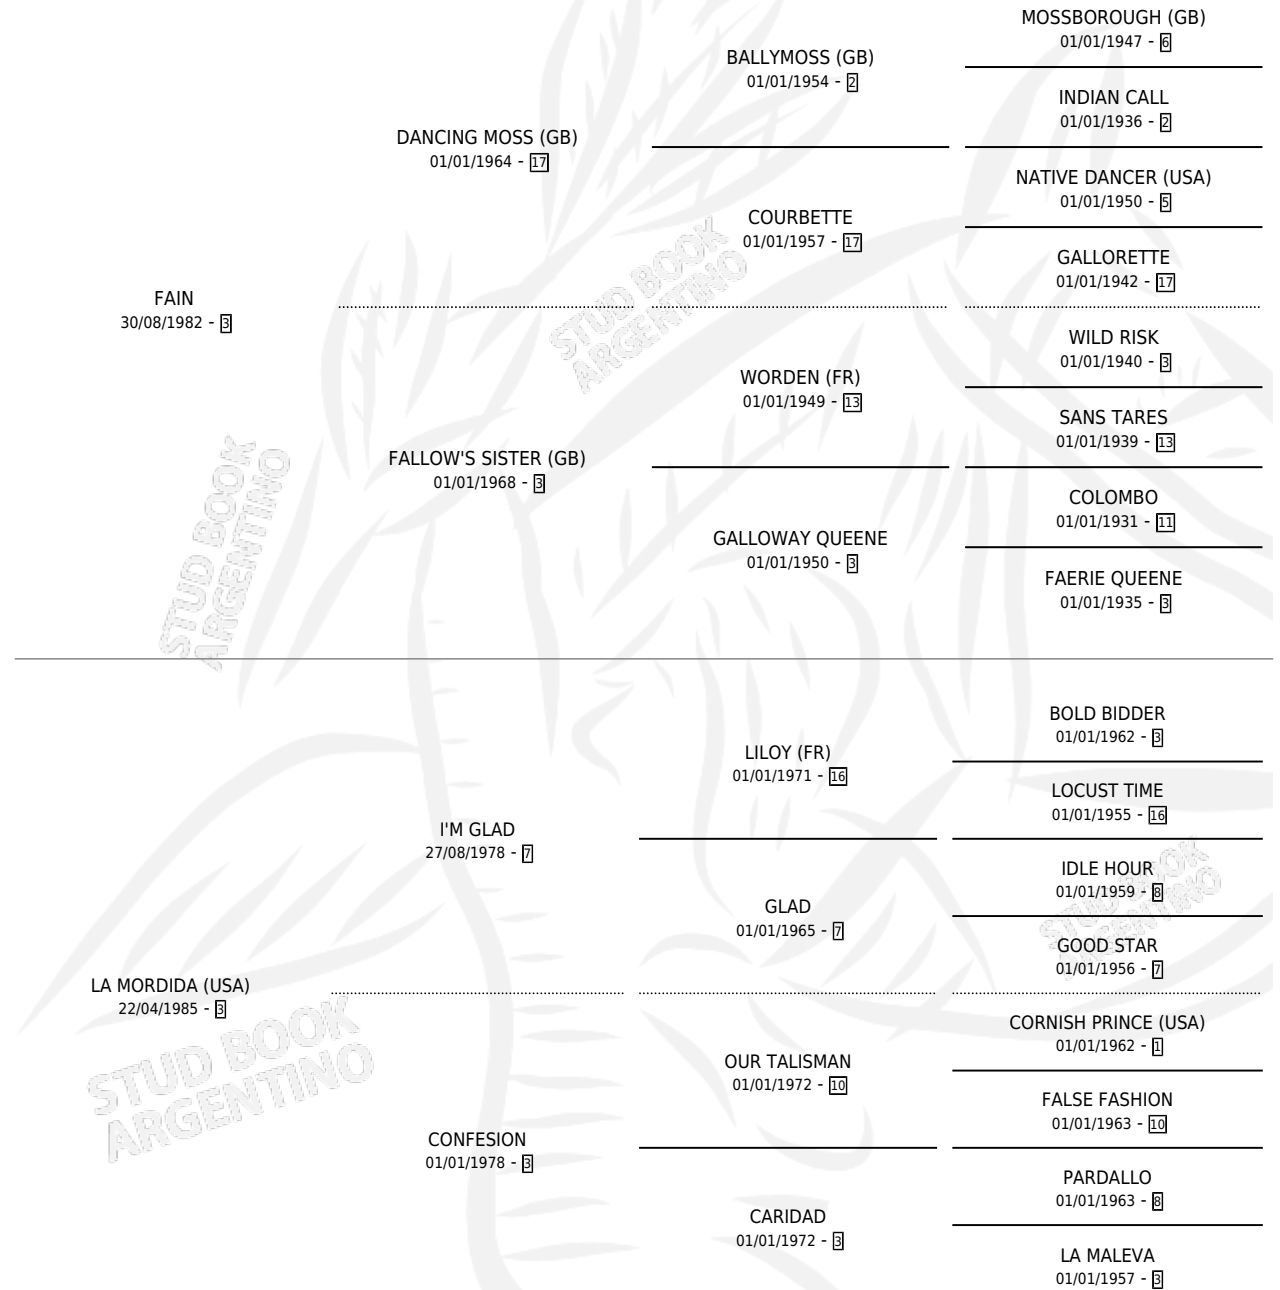 MOSSBOROUGH (GB)
01/01/1947 - 6
BALLYMOSS (GB)
01/01/1954 - 2
INDIAN CALL
01/01/1936 - 2
DANCING MOSS (GB)
01/01/1964 - 17
NATIVE DANCER (USA)
01/01/1950 - 5
COURBETTE
01/01/1957 - 17
GALLORETTE
01/01/1942 - 17
FAIN
30/08/1982 - 3
WILD RISK
01/01/1940 - 3
WORDEN (FR)
01/01/1949 - 13
SANS TARES
01/01/1939 - 13
FALLOW'S SISTER (GB)
01/01/1968 - 3
COLOMBO
01/01/1931 - 11
GALLOWAY QUEENE
01/01/1950 - 3
FAERIE QUEENE
01/01/1935 - 3
BOLD BIDDER
01/01/1962 - 3
LILOY (FR)
01/01/1971 - 16
LOCUST TIME
01/01/1955 - 16
I'M GLAD
27/08/1978 - 7
IDLE HOUR
01/01/1959 - 8
GLAD
01/01/1965 - 7
GOOD STAR
01/01/1956 - 7
LA MORDIDA (USA)
22/04/1985 - 3
CORNISH PRINCE (USA)
01/01/1962 - 1
OUR TALISMAN
01/01/1972 - 10
FALSE FASHION
01/01/1963 - 10
CONFESION
01/01/1978 - 3
PARDALLO
01/01/1963 - 8
CARIDAD
01/01/1972 - 3
LA MALEVA
01/01/1957 - 3
STUD BOOK
ARGENTINO
STUD BOOK
ARGENTINO
STUD BOOK
ARGENTINO
STUD BOOK
ARGENTINO